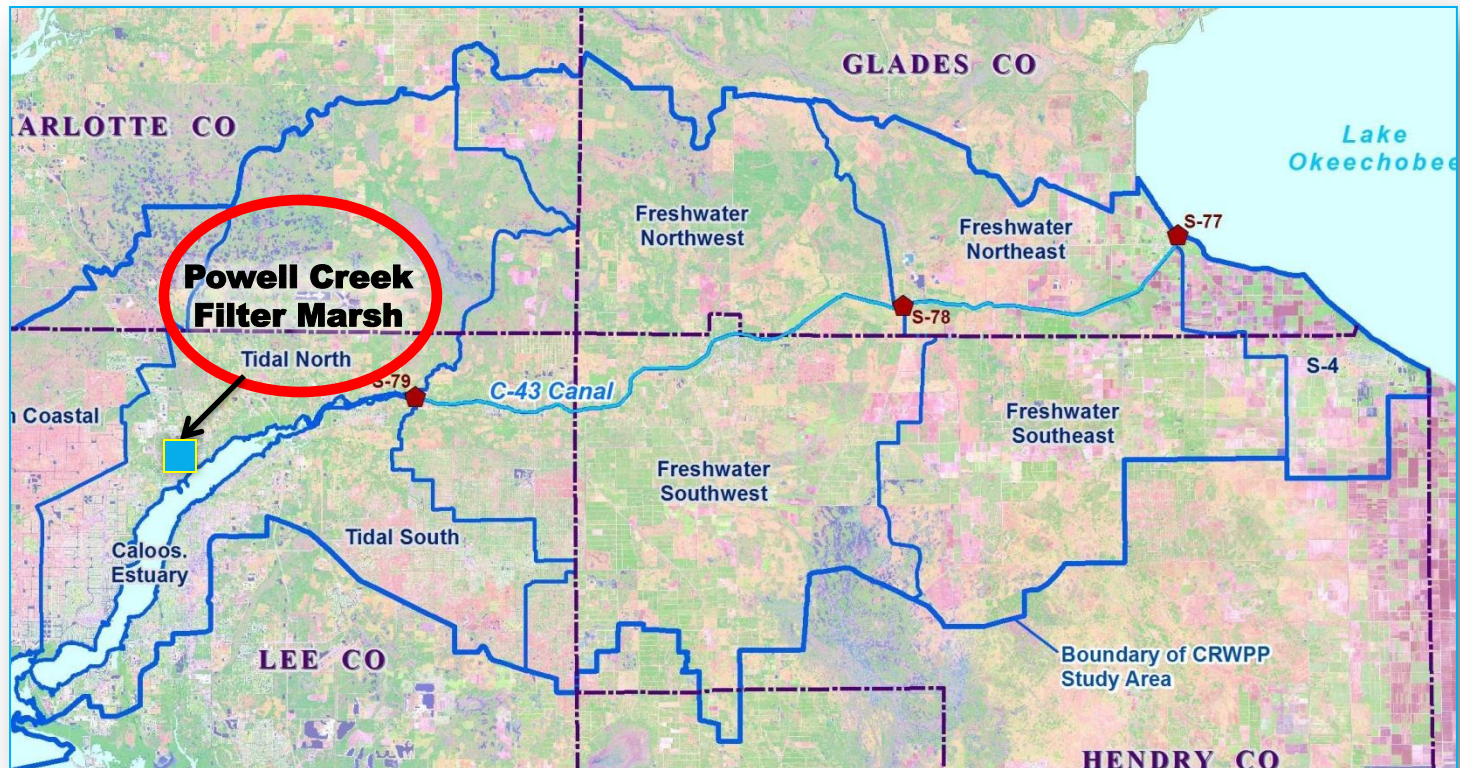 GLADES CO
ARLOTTE CO
Lake
Okeechobee
Freshwater
Northwest
Freshwater
Northeast
S-77
Powell Creek
Filter Marsh
S-78
Tidal North
S-79
C-43 Canal
S-4
Coastal
Freshwater
Southeast
Freshwater
Southwest
Tidal South
Caloos.
Estuary
LEE CO
Boundary of CRWPP
Study Area
HENDRY CO